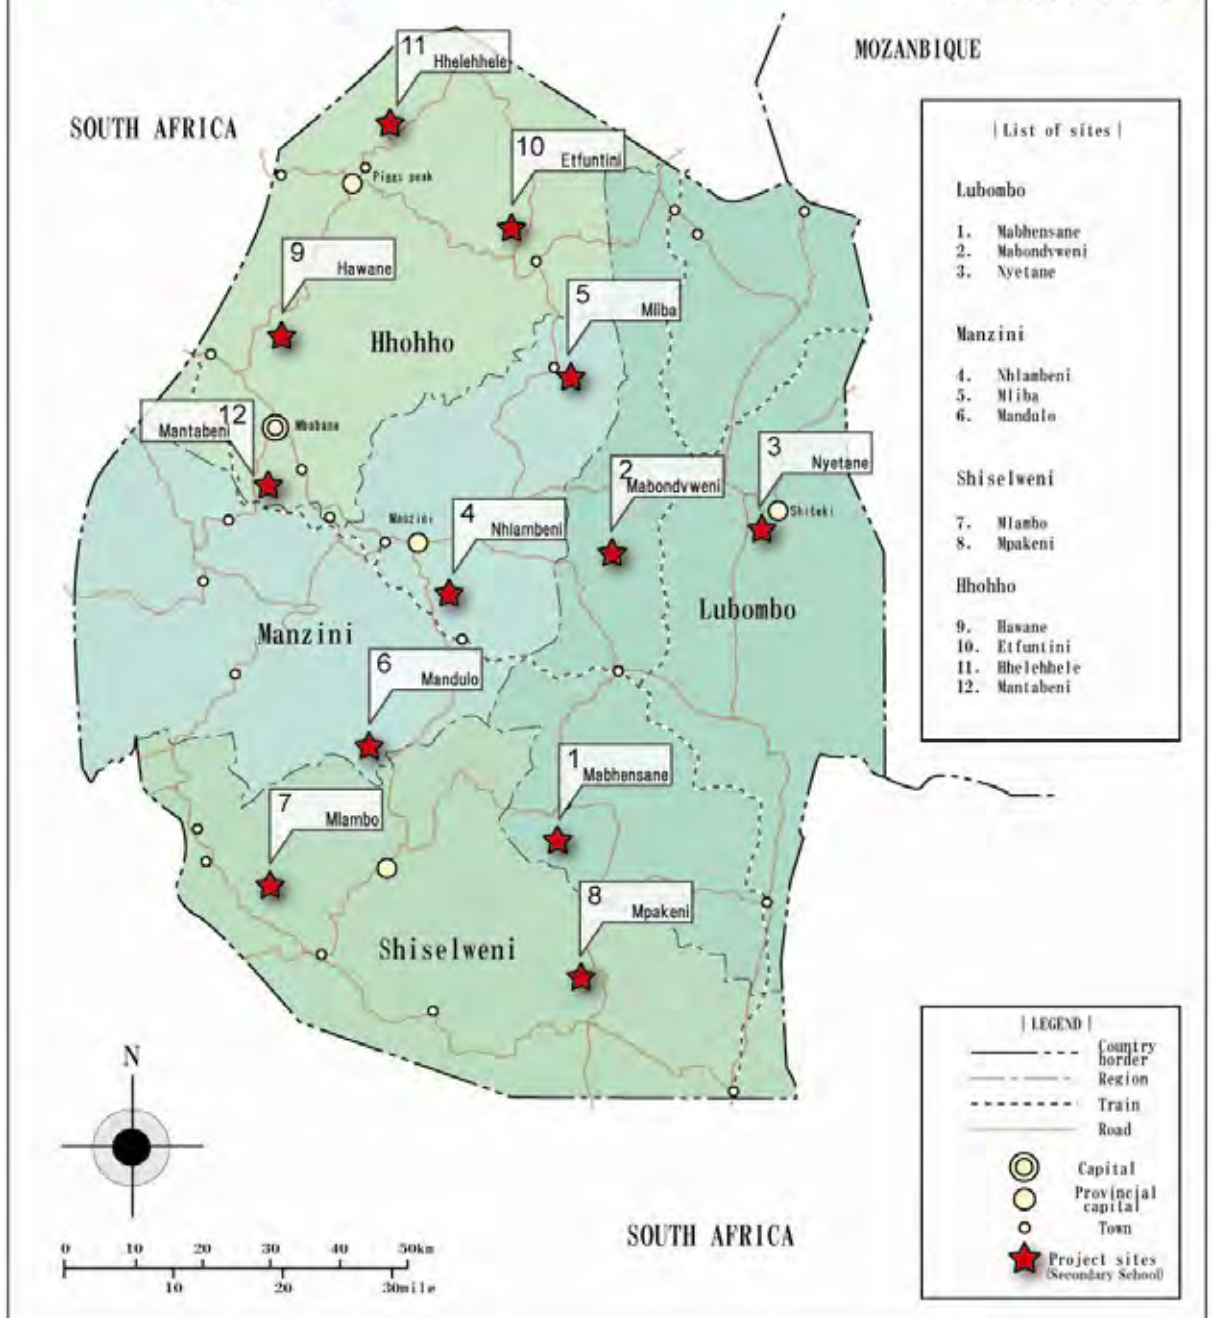 MOZANBIQUE
SOUTH AFRICA
11
Hhelehhele
10
Etfuntini
Piggs peak
9
Hawane
5
Mliba
Hhohho
12
Mantabeni
Mbabane
3
Nyetane
2
Mabondvweni
Shiteki
4
Nhlambeni
Manzini
Lubombo
Manzini
6
Mandulo
1
Mabhensane
7
Mlambo
8
Mpakeni
Shiselweni
SOUTH AFRICA
| List of sites |
Lubombo
1. Mabhensane
2. Mabondvweni
3. Nyetane
Manzini
4. Nhlambeni
5. Mliba
6. Mandulo
Shiselweni
7. Mlambo
8. Mpakeni
Hhohho
9. Hawane
10. Etfuntini
11. Hhelehhele
12. Mantabeni
| LEGEND |
Country
border
Region
Train
Road
Capital
Provincial
capital
Town
Project sites
(Secondary School)
N
0 10 20 30 40 50km
10 20 30mile